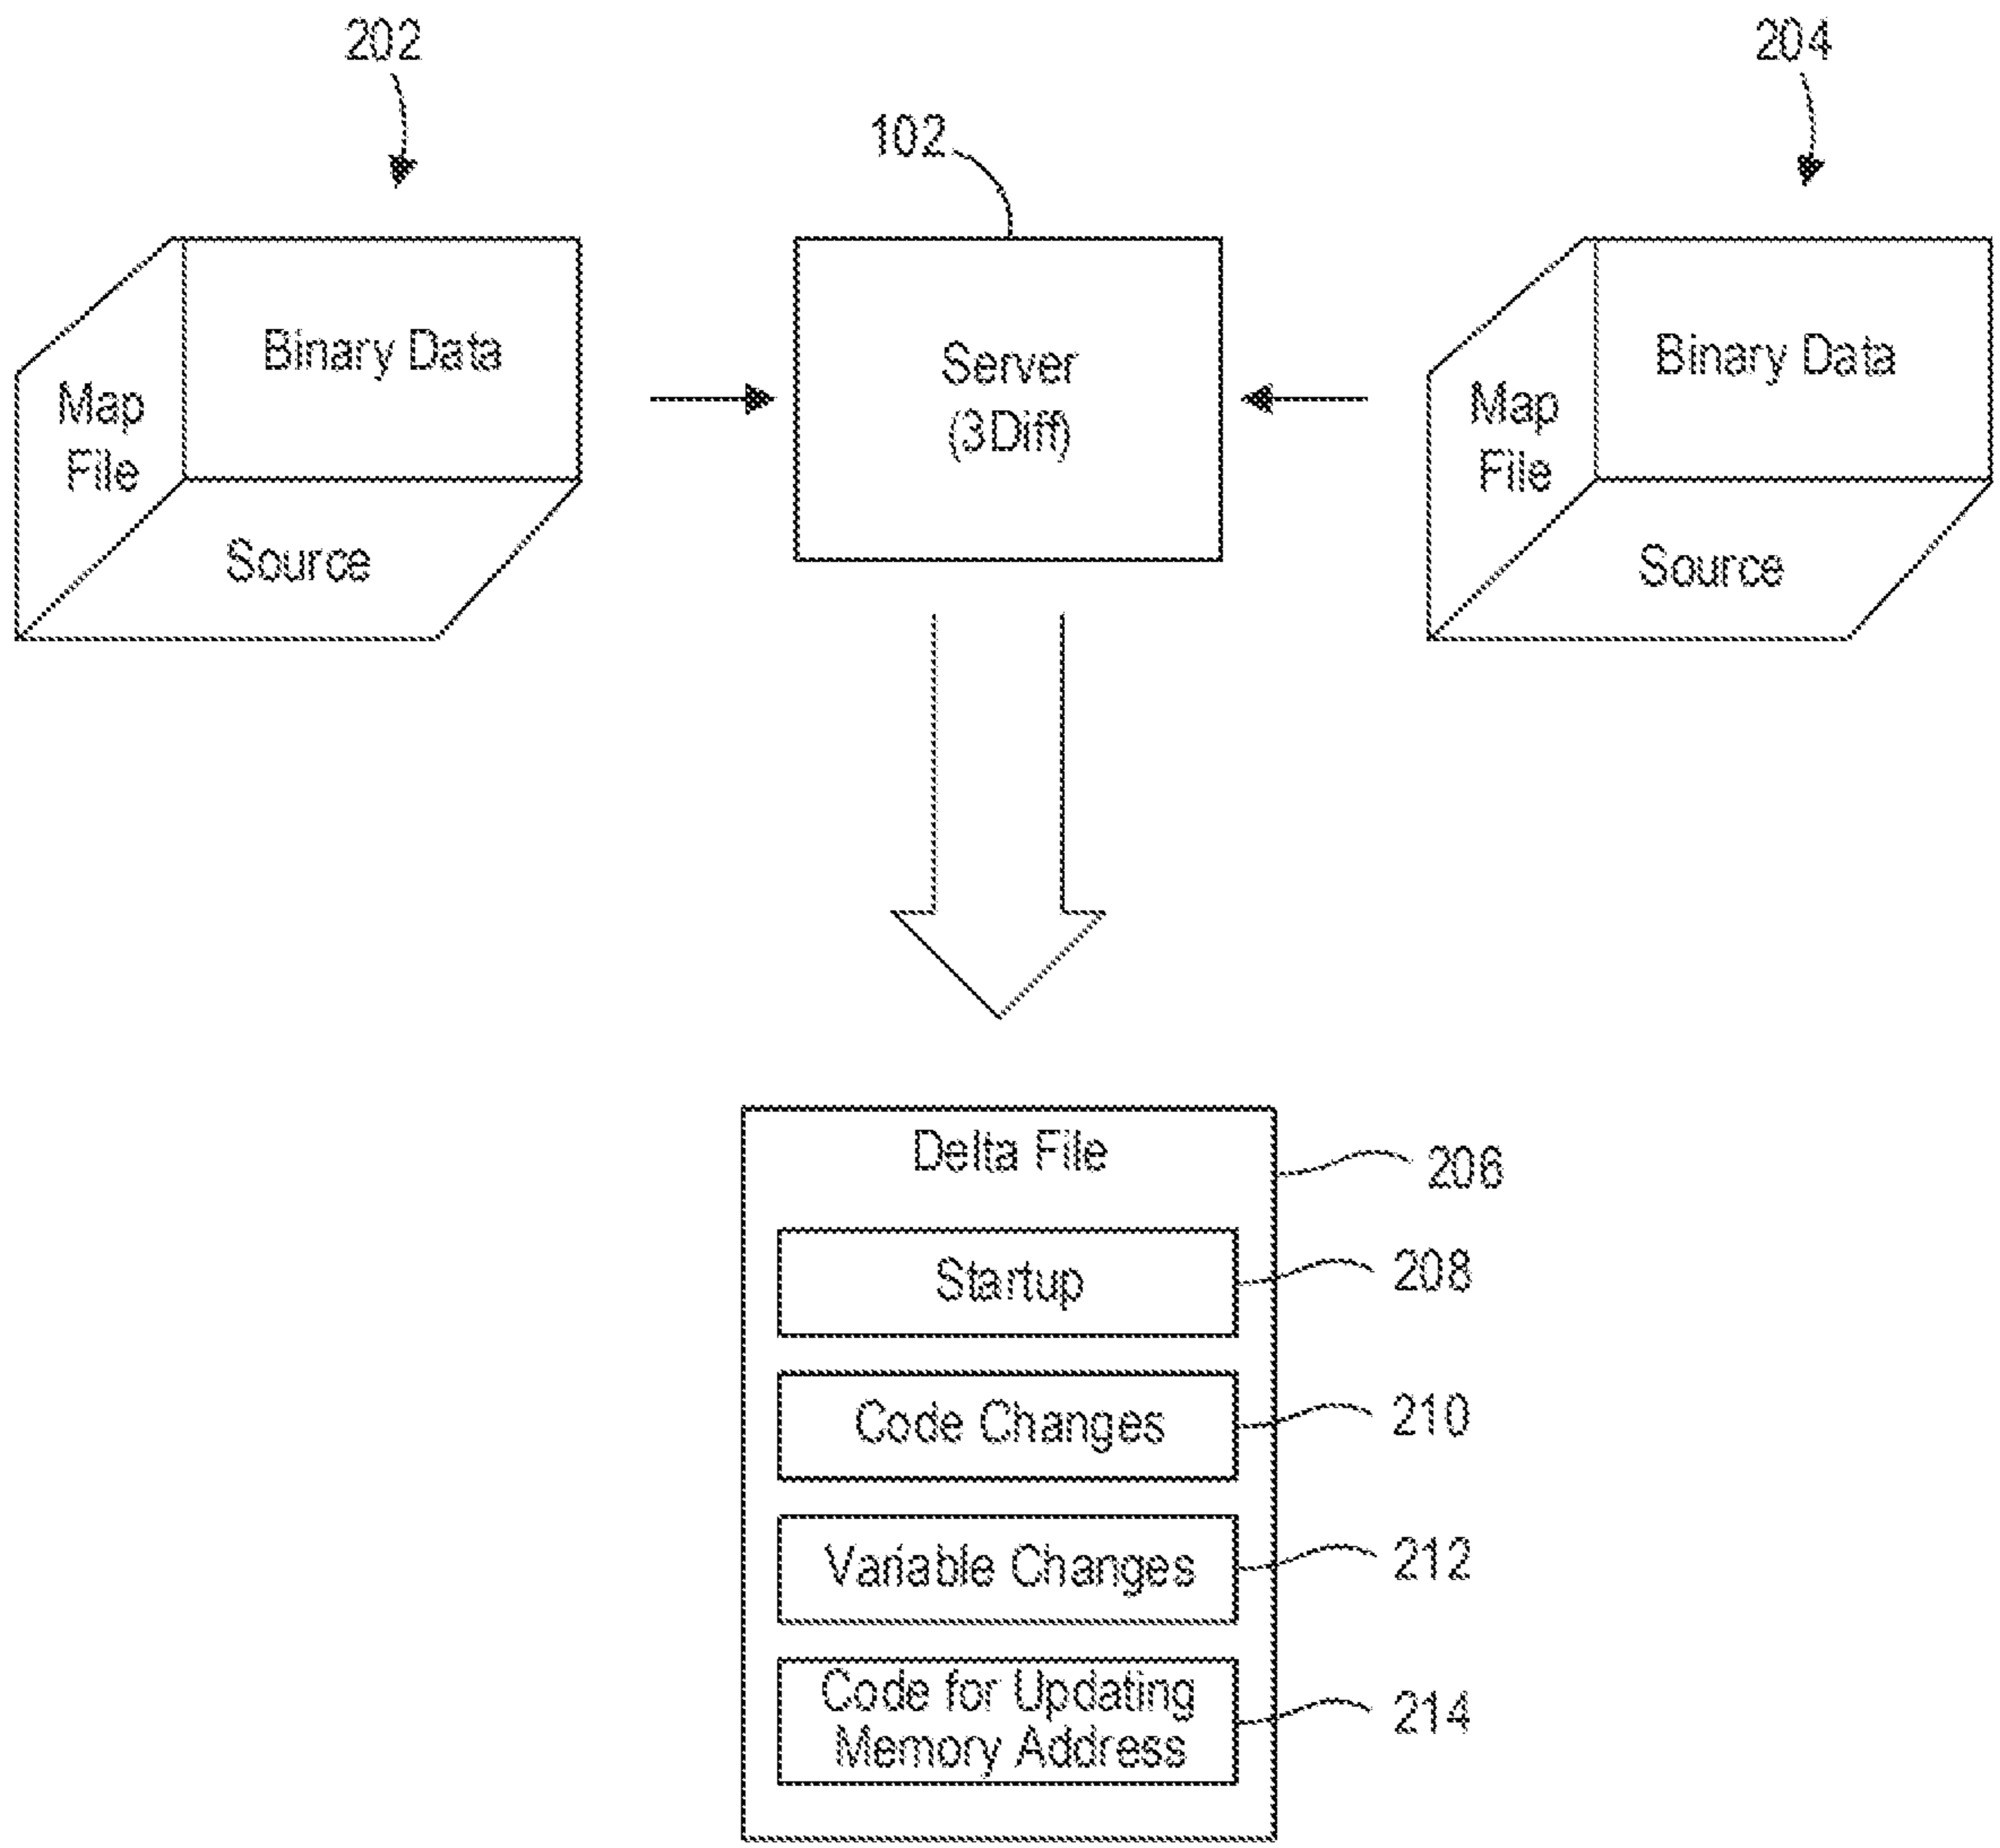 202
204
102
Binary Data
Map
File
Source
Server
(3Diff)
Binary Data
Map
File
Source
Delta File
206
Startup
208
Code Changes
210
Variable Changes
212
Code for Updating
Memory Address
214